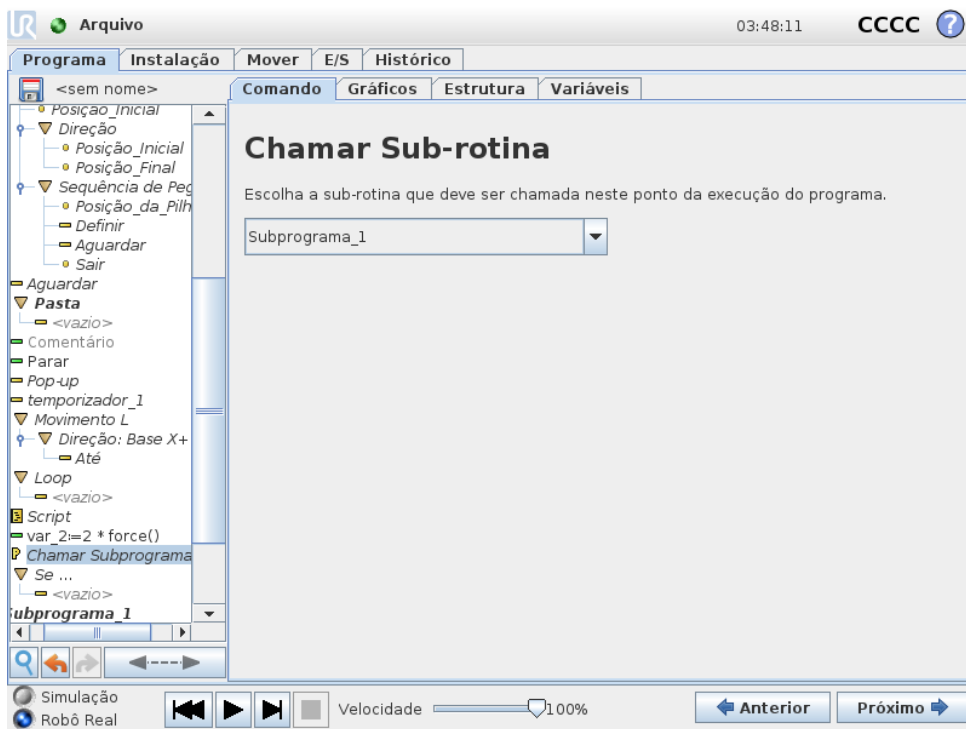 UR Arquivo 03:48:11 CCCC ?
Programa Instalação Mover E/S Histórico
<sem nome> Comando Gráficos Estrutura Variáveis
Posição_Inicial
Direção
Posição_Inicial
Posição_Final
Sequência de Peg
Posição_da_Pilh
Definir
Aguardar
Sair
Aguardar
Pasta
<vazio>
Comentário
Parar
Pop-up
temporizador_1
Movimento L
Direção: Base X+
Até
Loop
<vazio>
Script
var_2:=2 * force()
Chamar Subprograma
Se ...
<vazio>
ubprograma_1
Chamar Sub-rotina
Escolha a sub-rotina que deve ser chamada neste ponto da execução do programa.
Subprograma_1
Simulação
Robô Real
Velocidade 100%
Anterior Próximo